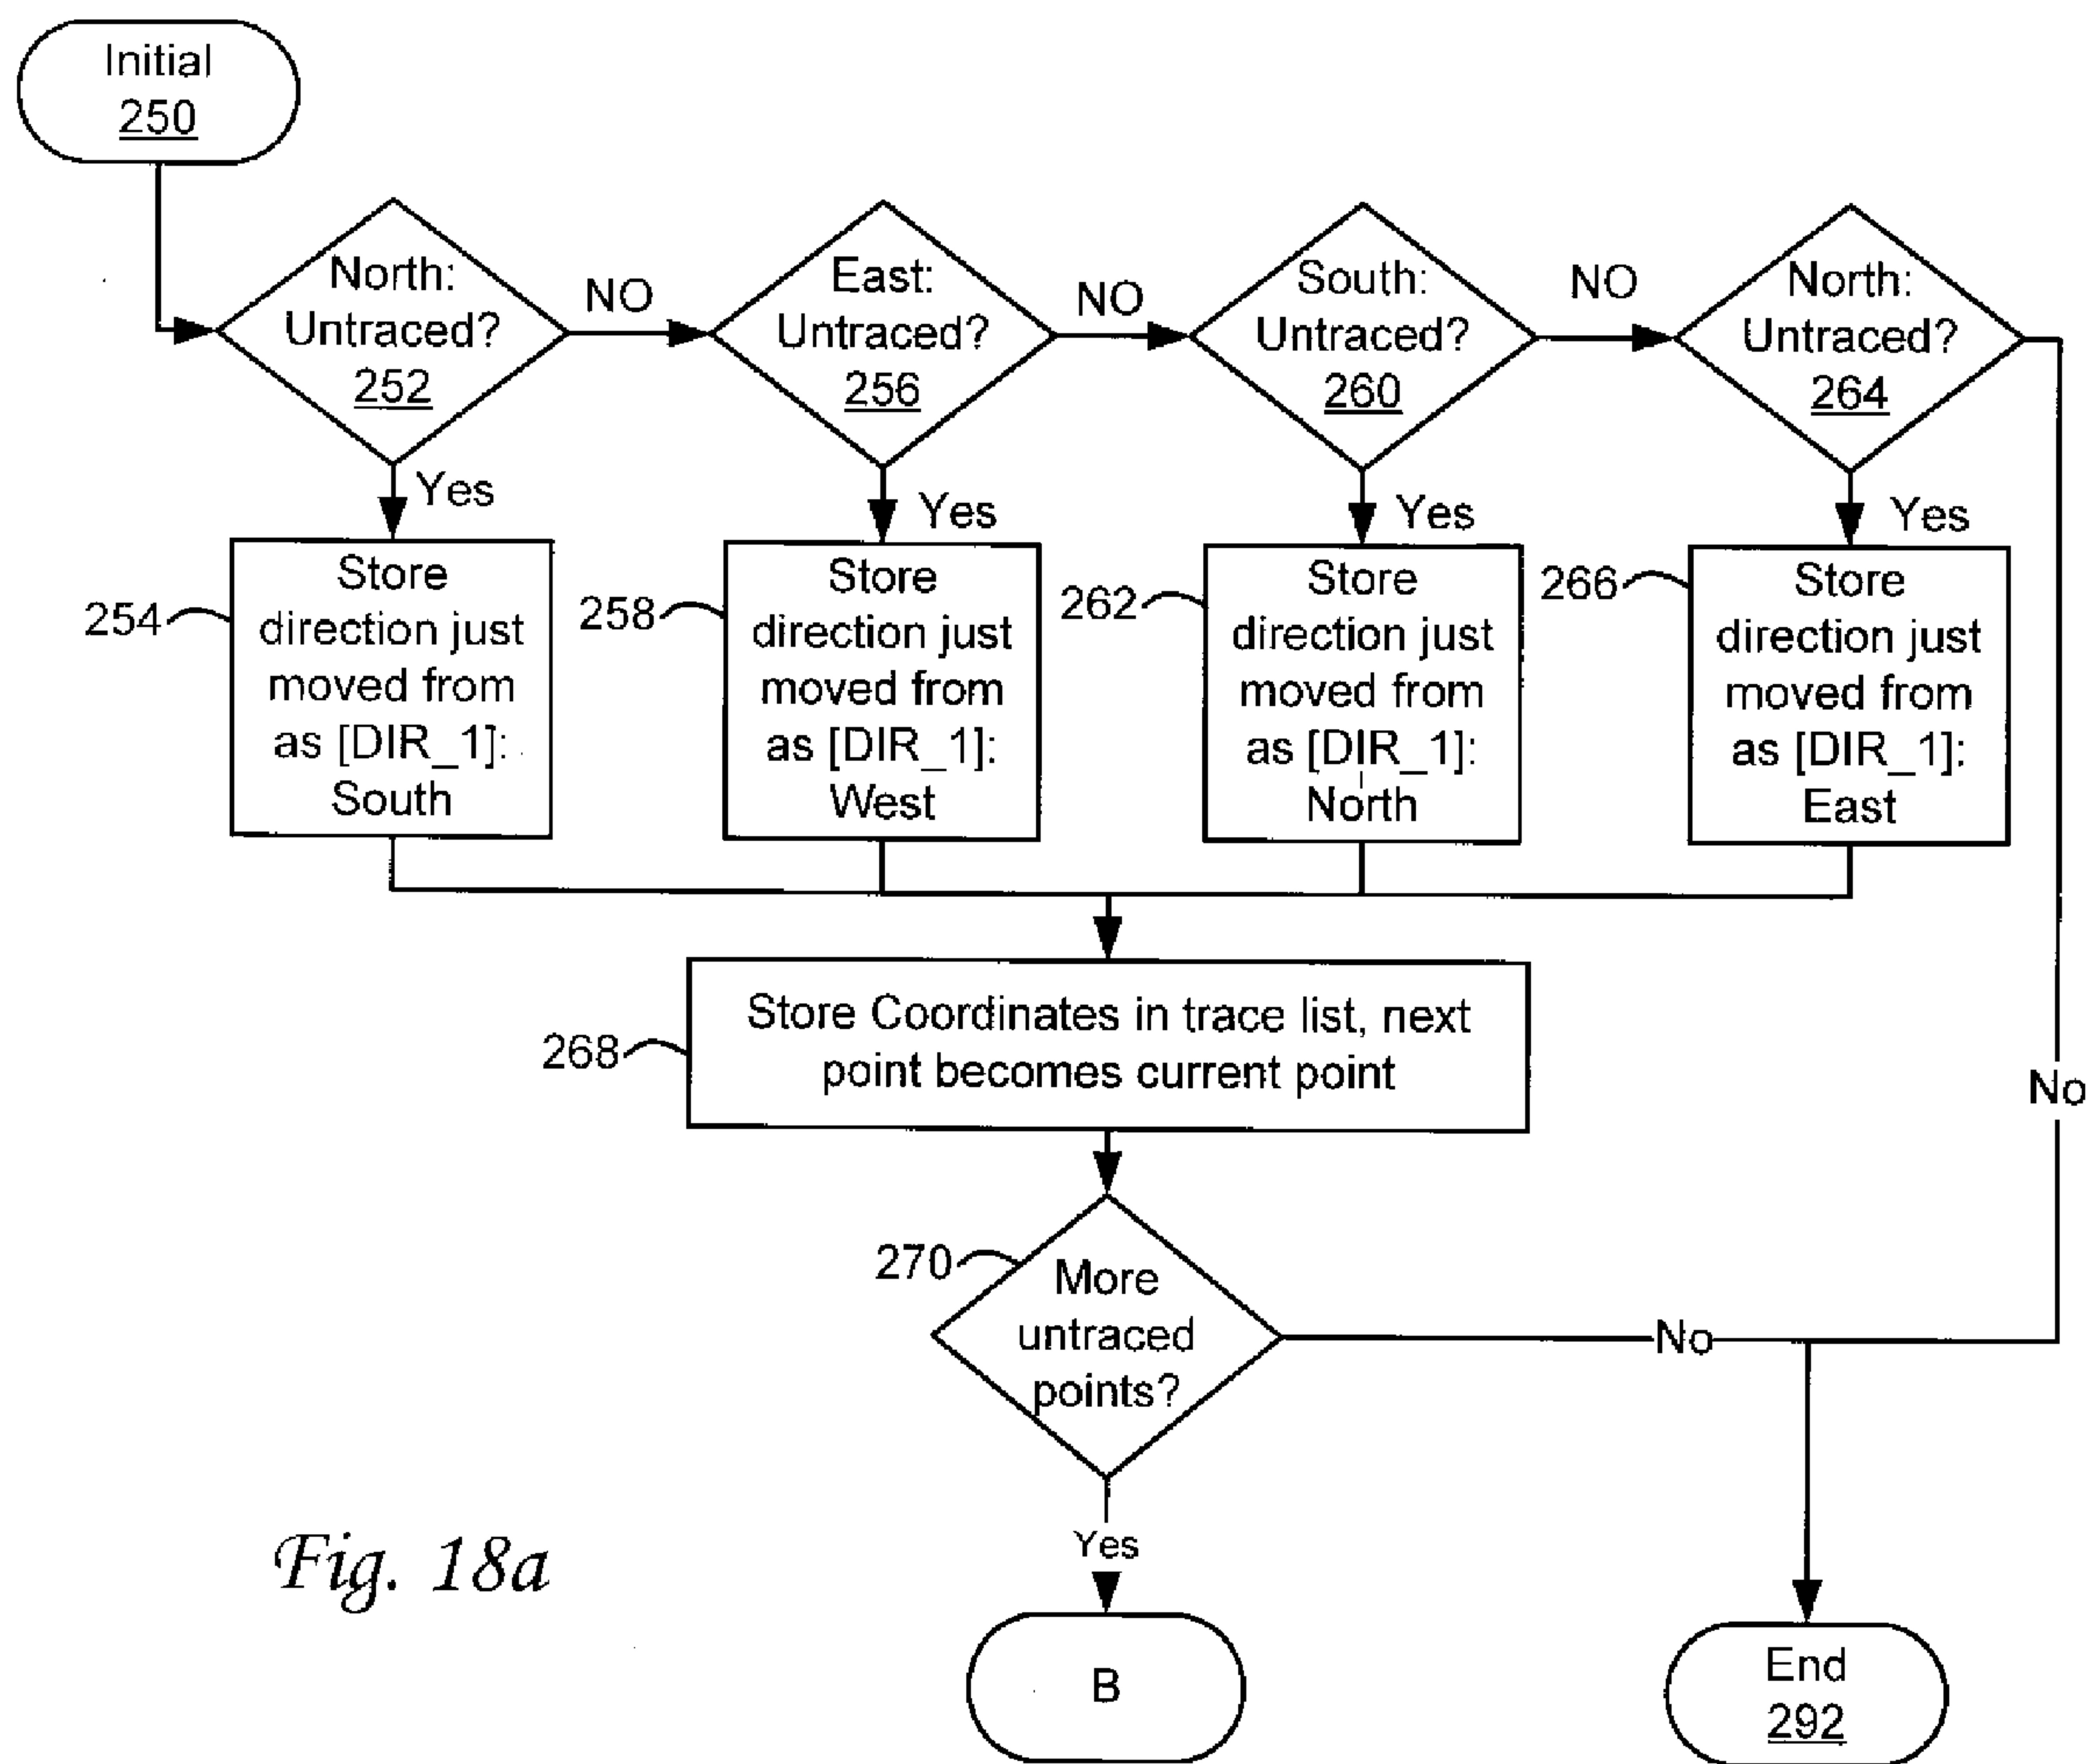 Initial
250
North:
Untraced?
252
NO
East:
Untraced?
256
NO
South:
Untraced?
260
NO
North:
Untraced?
264
Yes
Yes
Yes
Yes
254
Store
direction just
moved from
as [DIR_1]:
South
258
Store
direction just
moved from
as [DIR_1]:
West
262
Store
direction just
moved from
as [DIR_1]:
North
266
Store
direction just
moved from
as [DIR_1]:
East
268
Store Coordinates in trace list, next
point becomes current point
No
270
More
untraced
points?
No
Yes
Fig. 18a
B
End
292